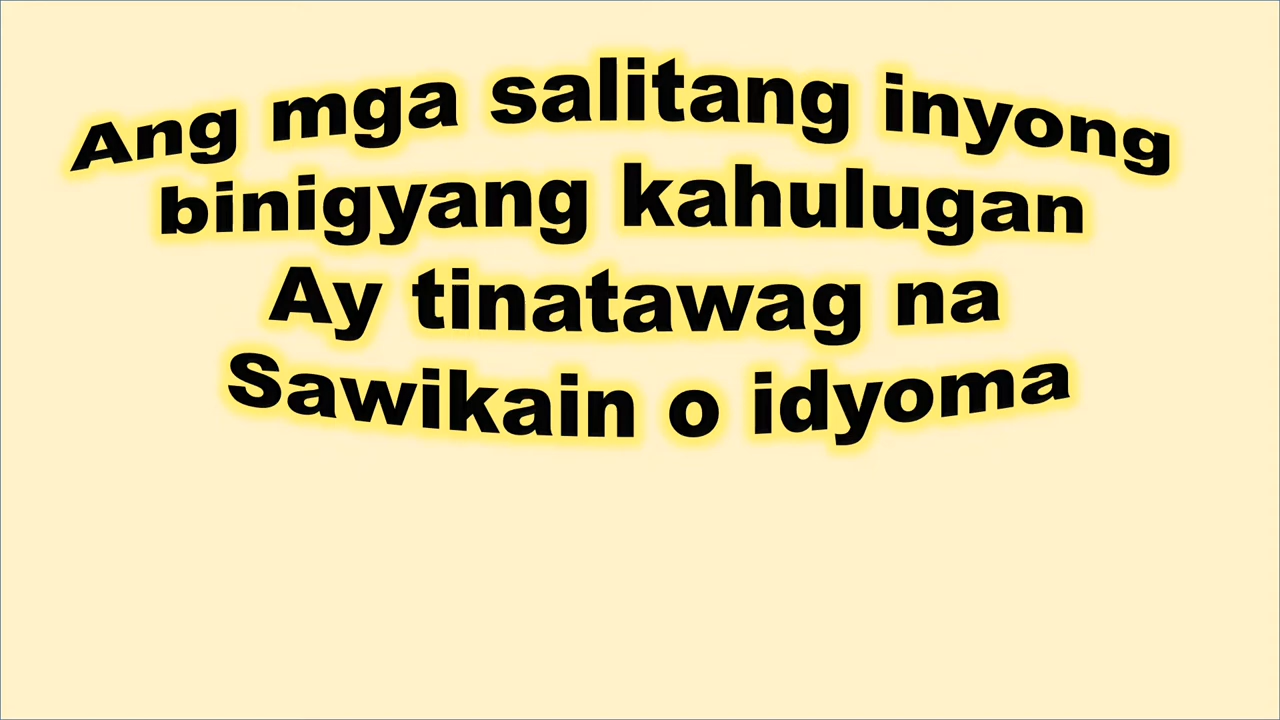 Ang mga salitang inyong
binigyang kahulugan
Ay tinatawag na
Sawikain o idyoma